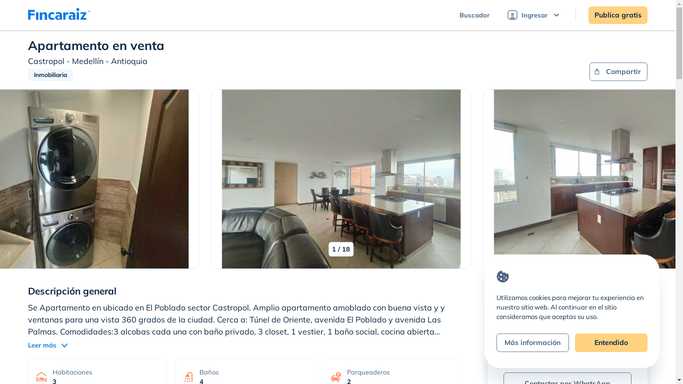 Fincaraiz
Buscador
Ingresar
Publica gratis
Apartamento en venta
Castropol - Medellín - Antioquia
Inmobiliaria
Compartir
1 / 18
Descripción general
Se Apartamento en ubicado en El Poblado sector Castropol. Amplio apartamento amoblado con buena vista y y
ventanas para una vista 360 grados de la ciudad. Cerca a: Túnel de Oriente, avenida El Poblado y avenida Las
Palmas. Comodidades:3 alcobas cada una con baño privado, 3 closet, 1 vestier, 1 baño social, cocina abierta...
Leer más
Habitaciones
3
Baños
4
Parqueaderos
2
Utilizamos cookies para mejorar tu experiencia en
nuestro sitio web. Al continuar en el sitio
consideramos que aceptas su uso.
Más información
Entendido
Contactar por WhatsApp